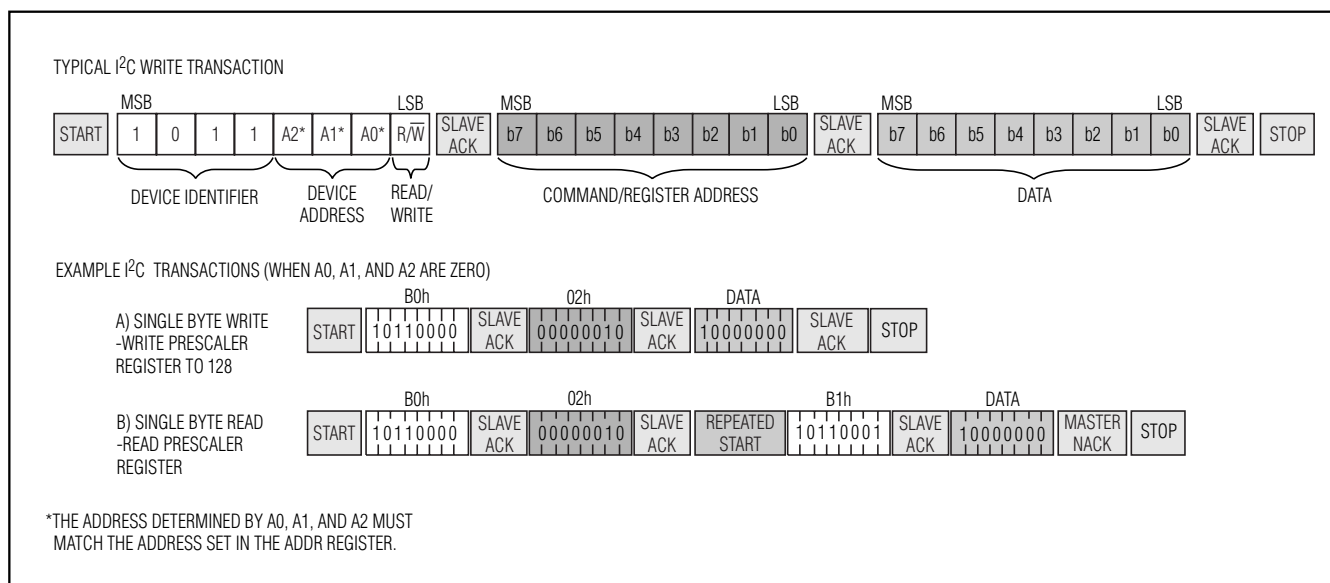 TYPICAL I²C WRITE TRANSACTION
MSB LSB MSB LSB MSB LSB
START 1 0 1 1 A2* A1* A0* R/W̅ SLAVE ACK b7 b6 b5 b4 b3 b2 b1 b0 SLAVE ACK b7 b6 b5 b4 b3 b2 b1 b0 SLAVE ACK STOP
DEVICE IDENTIFIER DEVICE ADDRESS READ/WRITE COMMAND/REGISTER ADDRESS DATA
EXAMPLE I²C TRANSACTIONS (WHEN A0, A1, AND A2 ARE ZERO)
B0h 02h DATA
A) SINGLE BYTE WRITE
-WRITE PRESCALER
REGISTER TO 128
START 10110000 SLAVE ACK 00000010 SLAVE ACK 10000000 SLAVE ACK STOP
B0h 02h B1h DATA
B) SINGLE BYTE READ
-READ PRESCALER
REGISTER
START 10110000 SLAVE ACK 00000010 SLAVE ACK REPEATED START 10110001 SLAVE ACK 10000000 MASTER NACK STOP
*THE ADDRESS DETERMINED BY A0, A1, AND A2 MUST
MATCH THE ADDRESS SET IN THE ADDR REGISTER.